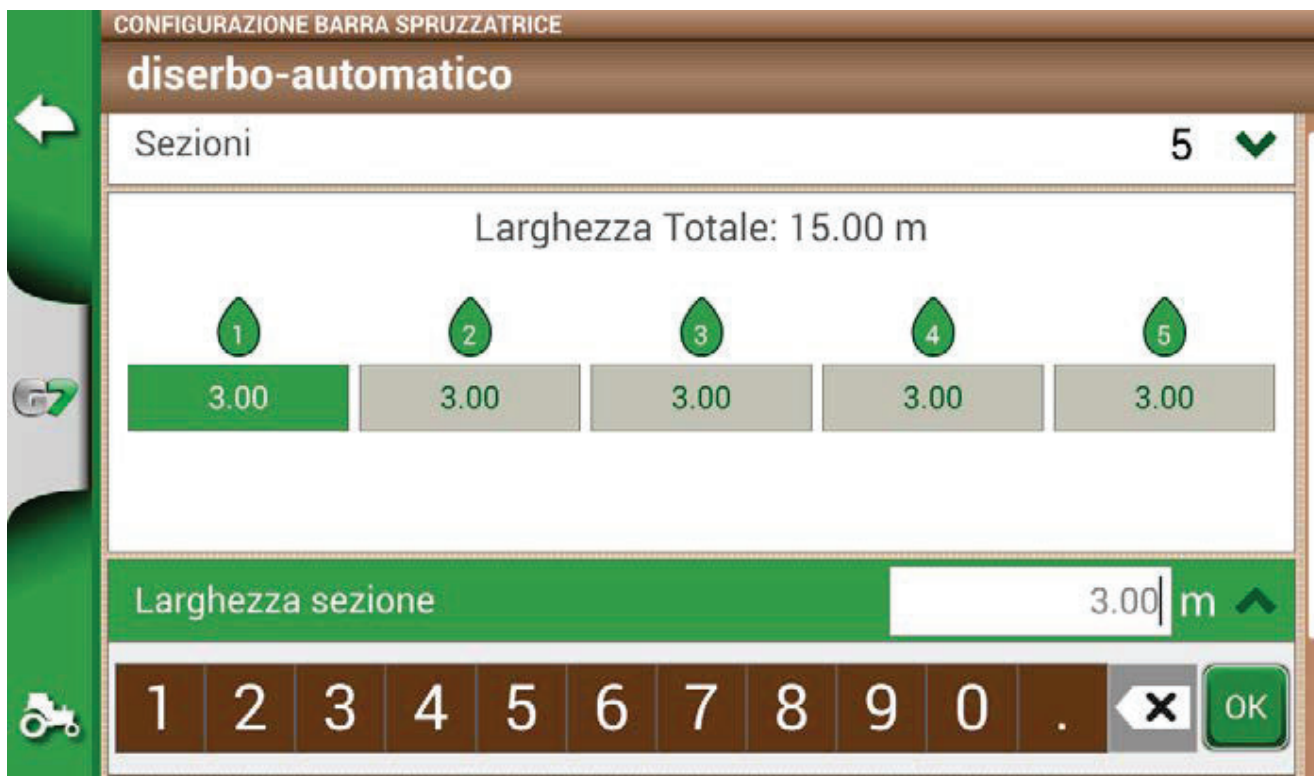 CONFIGURAZIONE BARRA SPRUZZATRICE
diserbo-automatico
Sezioni 5
Larghezza Totale: 15.00 m
1 2 3 4 5
3.00 3.00 3.00 3.00 3.00
G7
Larghezza sezione 3.00 m
1 2 3 4 5 6 7 8 9 0 . OK